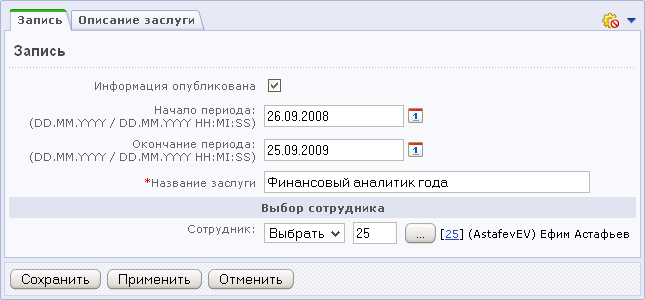 Запись Описание заслуги
Запись
Информация опубликована
Начало периода:
(DD.MM.YYYY / DD.MM.YYYY HH:MI:SS) 26.09.2008 1
Окончание периода:
(DD.MM.YYYY / DD.MM.YYYY HH:MI:SS) 25.09.2009 1
*Название заслуги Финансовый аналитик года
Выбор сотрудника
Сотрудник: Выбрать 25 ... [25] (AstafevEV) Ефим Астафьев
Сохранить Применить Отменить